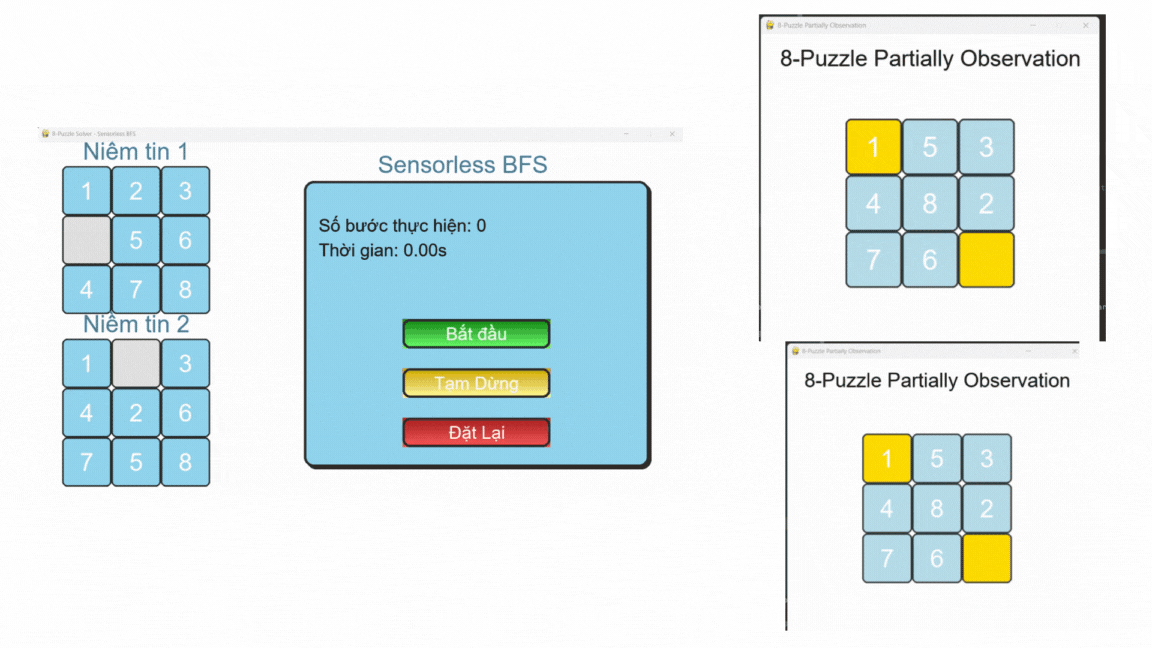 8-Puzzle Solver - Sensorless BFS
Niềm tin 1
1 2 3
5 6
4 7 8
Niềm tin 2
1 3
4 2 6
7 5 8
Sensorless BFS
Số bước thực hiện: 0
Thời gian: 0.00s
Bắt đầu
Tạm Dừng
Đặt Lại
8-Puzzle Partially Observation
8-Puzzle Partially Observation
1 5 3
4 8 2
7 6
8-Puzzle Partially Observation
8-Puzzle Partially Observation
1 5 3
4 8 2
7 6